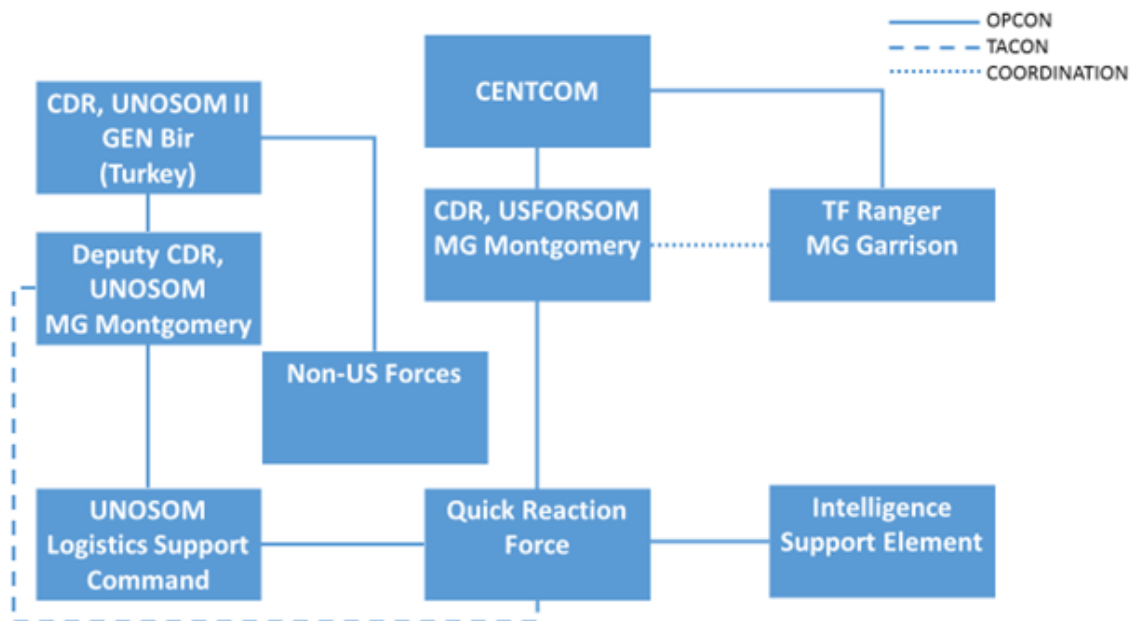 OPCON
TACON
COORDINATION
CENTCOM
CDR, UNOSOM II
GEN Bir
(Turkey)
CDR, USFORSOM
MG Montgomery
TF Ranger
MG Garrison
Deputy CDR,
UNOSOM
MG Montgomery
Non-US Forces
UNOSOM
Logistics Support
Command
Quick Reaction
Force
Intelligence
Support Element